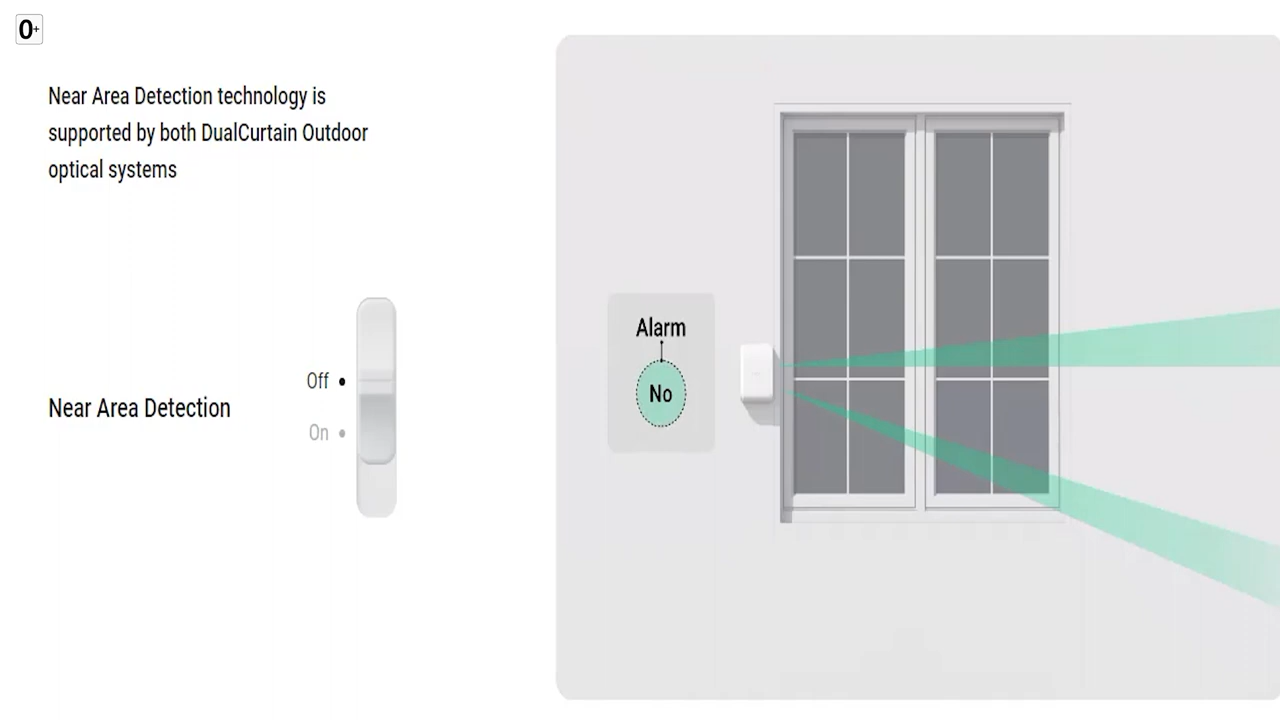 0+
Near Area Detection technology is
supported by both DualCurtain Outdoor
optical systems
Off
Near Area Detection
On
Alarm
No